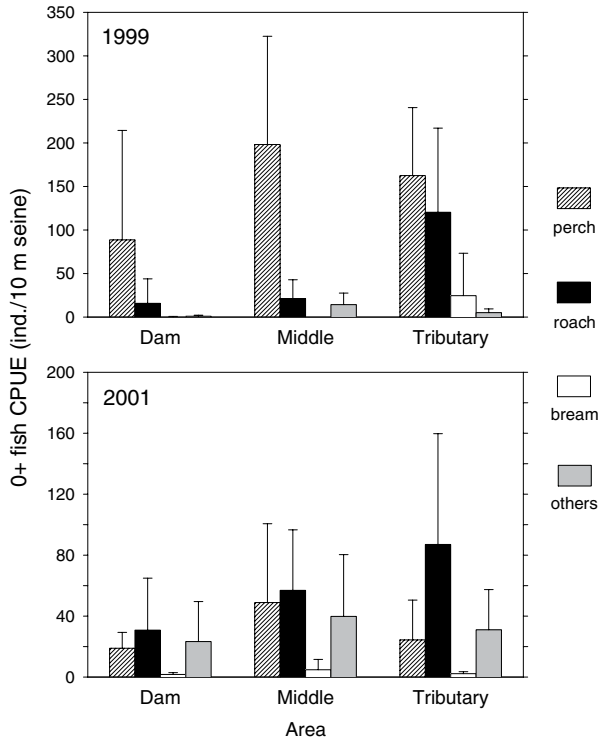 350
1999
300
250
200
150
100
50
0
Dam Middle Tributary
perch
roach
bream
others
0+ fish CPUE (ind./10 m seine)
200
2001
160
120
80
40
0
Dam Middle Tributary
Area